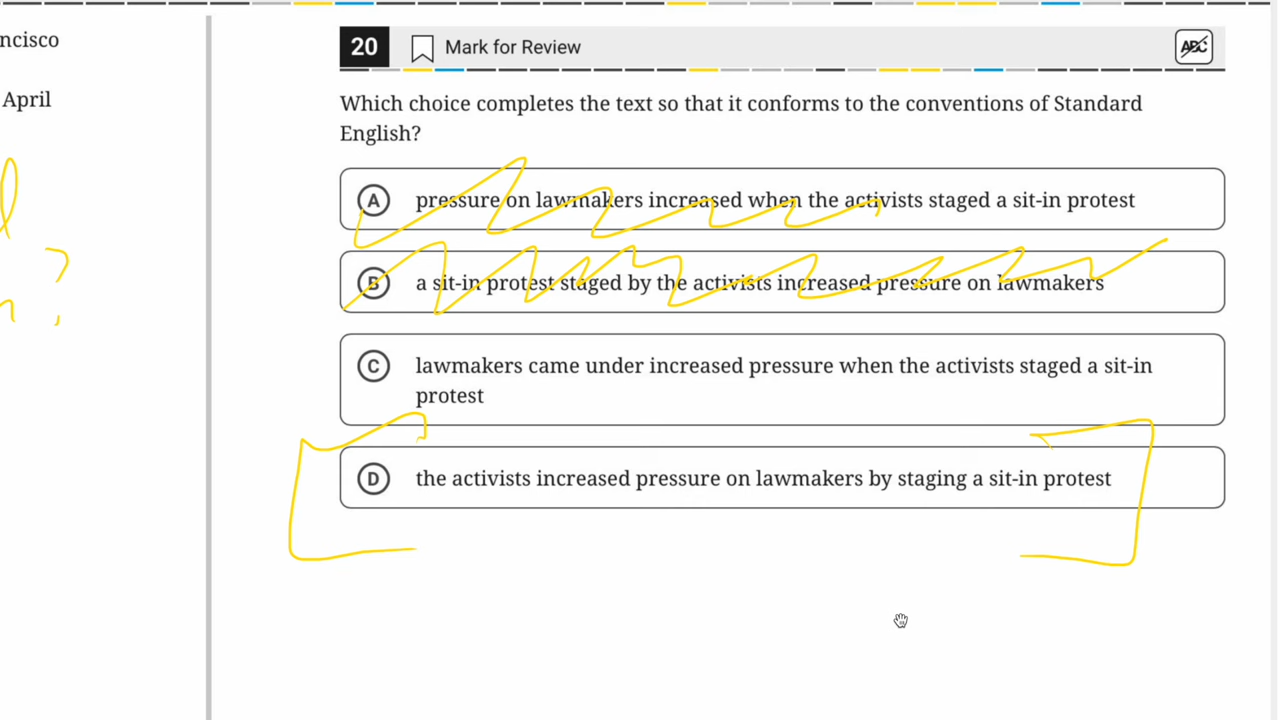 ncisco
April
20 Mark for Review ABC
Which choice completes the text so that it conforms to the conventions of Standard
English?
A pressure on lawmakers increased when the activists staged a sit-in protest
B a sit-in protest staged by the activists increased pressure on lawmakers
C lawmakers came under increased pressure when the activists staged a sit-in
protest
D the activists increased pressure on lawmakers by staging a sit-in protest